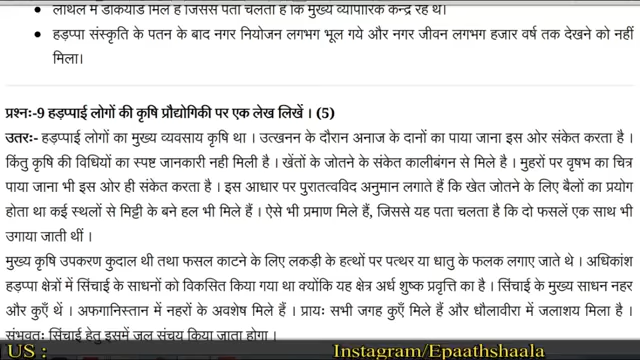 लोथल में डॉकयार्ड मिले हैं जिससे पता चलता है कि मुख्य व्यापारिक केन्द्र रहे थे।
हड़प्पा संस्कृति के पतन के बाद नगर नियोजन लगभग भूल गये और नगर जीवन लगभग हजार वर्ष तक देखने को नहीं
मिला।
प्रश्नः-9 हड़प्पाई लोगों की कृषि प्रौद्योगिकी पर एक लेख लिखें। (5)
उतरः- हड़प्पाई लोगों का मुख्य व्यवसाय कृषि था । उत्खनन के दौरान अनाज के दानों का पाया जाना इस ओर संकेत करता है ।
किंतु कृषि की विधियों का स्पष्ट जानकारी नही मिली है । खेंतों के जोतने के संकेत कालीबंगन से मिले है । मुहरों पर वृषभ का चित्र
पाया जाना भी इस ओर ही संकेत करता है । इस आधार पर पुरातत्वविद अनुमान लगाते हैं कि खेत जोतने के लिए बैलों का प्रयोग
होता था कई स्थलों से मिट्टी के बने हल भी मिले हैं । ऐसे भी प्रमाण मिले हैं, जिससे यह पता चलता है कि दो फसलें एक साथ भी
उगाया जाती थीं ।
मुख्य कृषि उपकरण कुदाल थी तथा फसल काटने के लिए लकड़ी के हत्थों पर पत्थर या धातु के फलक लगाए जाते थे । अधिकांश
हड़प्पा क्षेत्रों में सिंचाई के साधनों को विकसित किया गया था क्योंकि यह क्षेत्र अर्ध शुष्क प्रवृत्ति का है । सिंचाई के मुख्य साधन नहर
और कुएँ थें । अफगानिस्तान में नहरों के अवशेष मिले हैं । प्रायः सभी जगह कुएँ मिले हैं और धौलावीरा में जलाशय मिला है ।
संभवतः सिंचाई हेतु इसमें जल संचय किया जाता होगा ।
US : Instagram/Epaathshaala